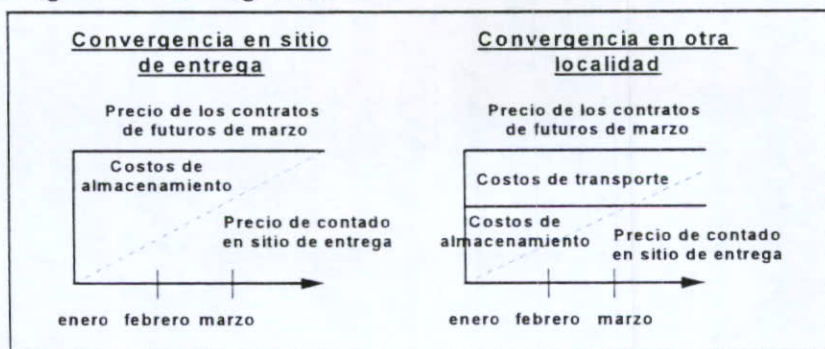 Convergencia en sitio
de entrega
Precio de los contratos
de futuros de marzo
Costos de
almacenamiento
Precio de contado
en sitio de entrega
enero febrero marzo
Convergencia en otra
localidad
Precio de los contratos
de futuros de marzo
Costos de transporte
Costos de
almacenamiento
Precio de contado
en sitio de entrega
enero febrero marzo